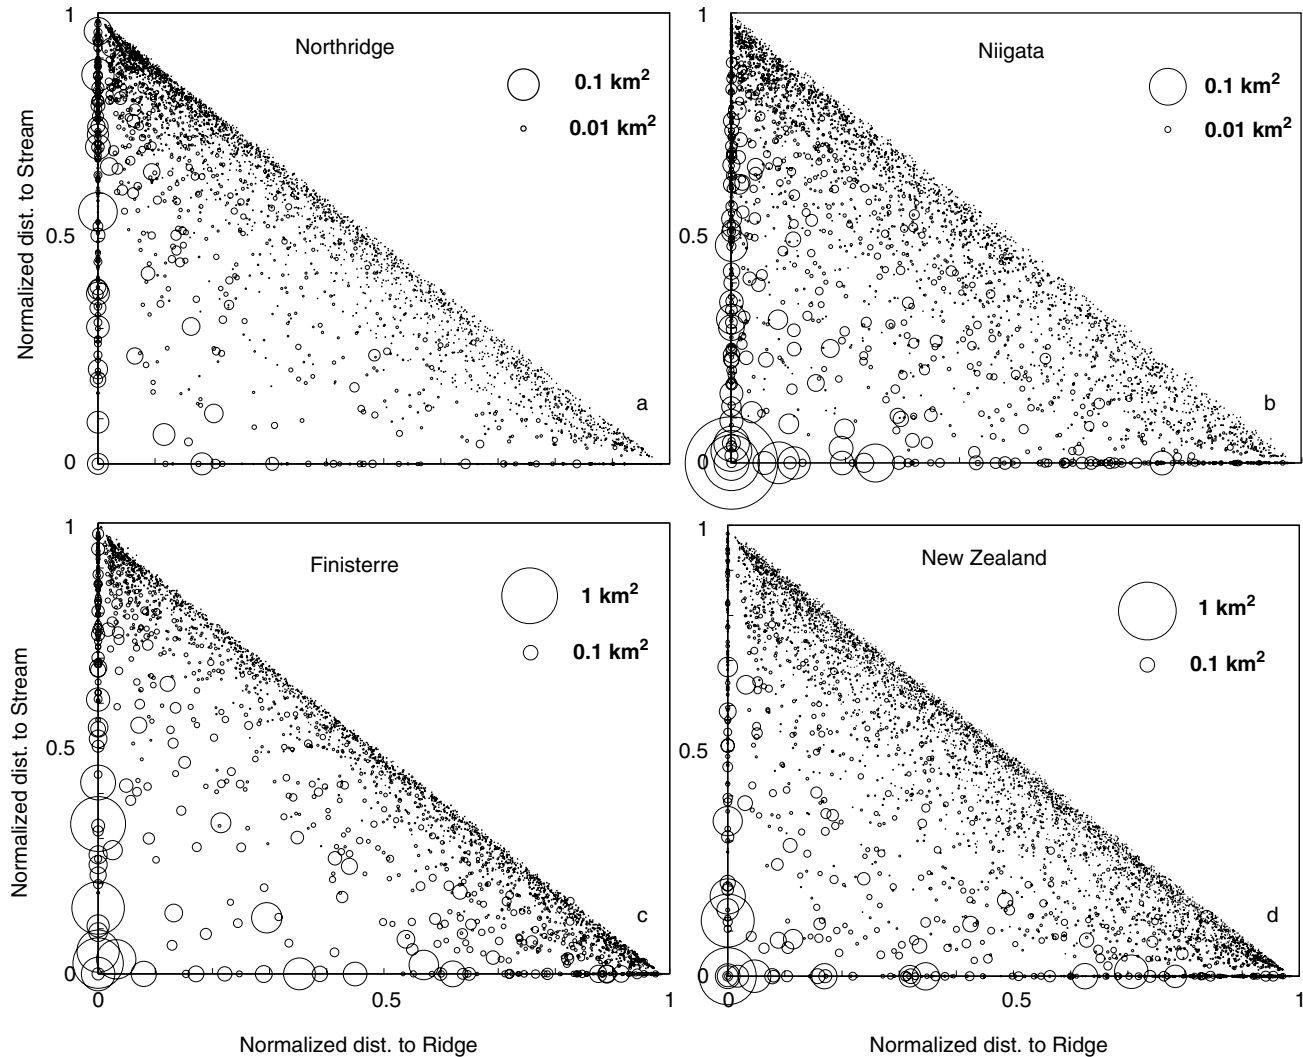 1
Northridge
0.1 km²
0.01 km²
Normalized dist. to Stream
0.5
a
0
1
Niigata
0.1 km²
0.01 km²
0.5
b
0
1
Finisterre
1 km²
0.1 km²
Normalized dist. to Stream
0.5
c
0
0
0.5
1
Normalized dist. to Ridge
1
New Zealand
1 km²
0.1 km²
0.5
d
0
0
0.5
1
Normalized dist. to Ridge